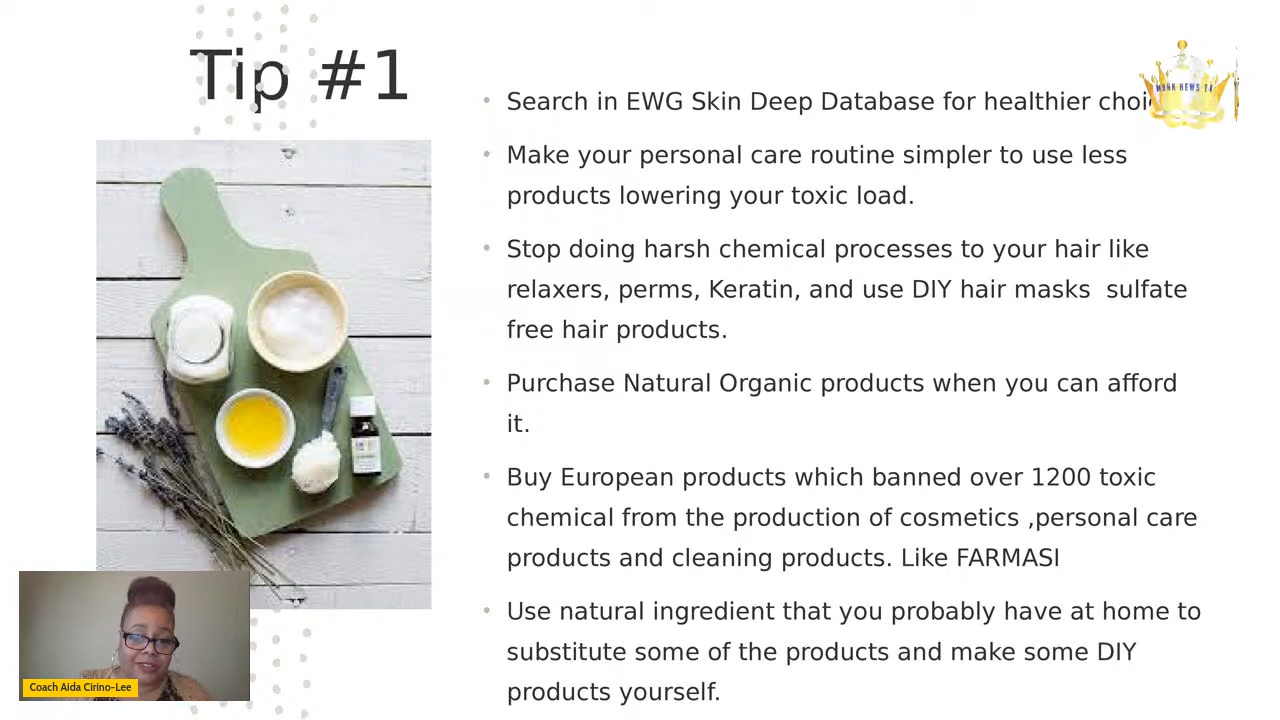 Tip #1
Search in EWG Skin Deep Database for healthier
Make your personal care routine simpler to use less
products lowering your toxic load.
Stop doing harsh chemical processes to your hair like
relaxers, perms, Keratin, and use DIY hair masks  sulfate
free hair products.
Purchase Natural Organic products when you can afford
it.
Buy European products which banned over 1200 toxic
chemical from the production of cosmetics ,personal care
products and cleaning products. Like FARMASI
Use natural ingredient that you probably have at home to
substitute some of the products and make some DIY
products yourself.
Coach Aida Cirino-Lee